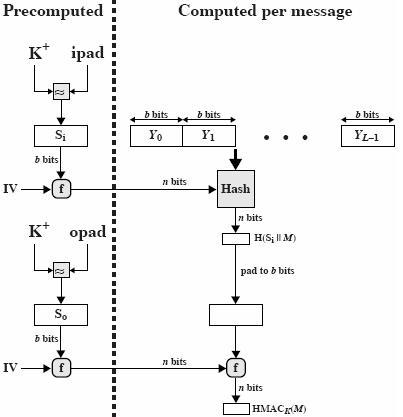 Precomputed
Computed per message
K+ ipad
≈
b bits b bits b bits
Si
Y0 Y1 • • • YL–1
b bits
IV f n bits Hash
n bits
K+ opad
H(Si || M)
≈
pad to b bits
So
b bits
n bits
IV f f
n bits
HMACK(M)